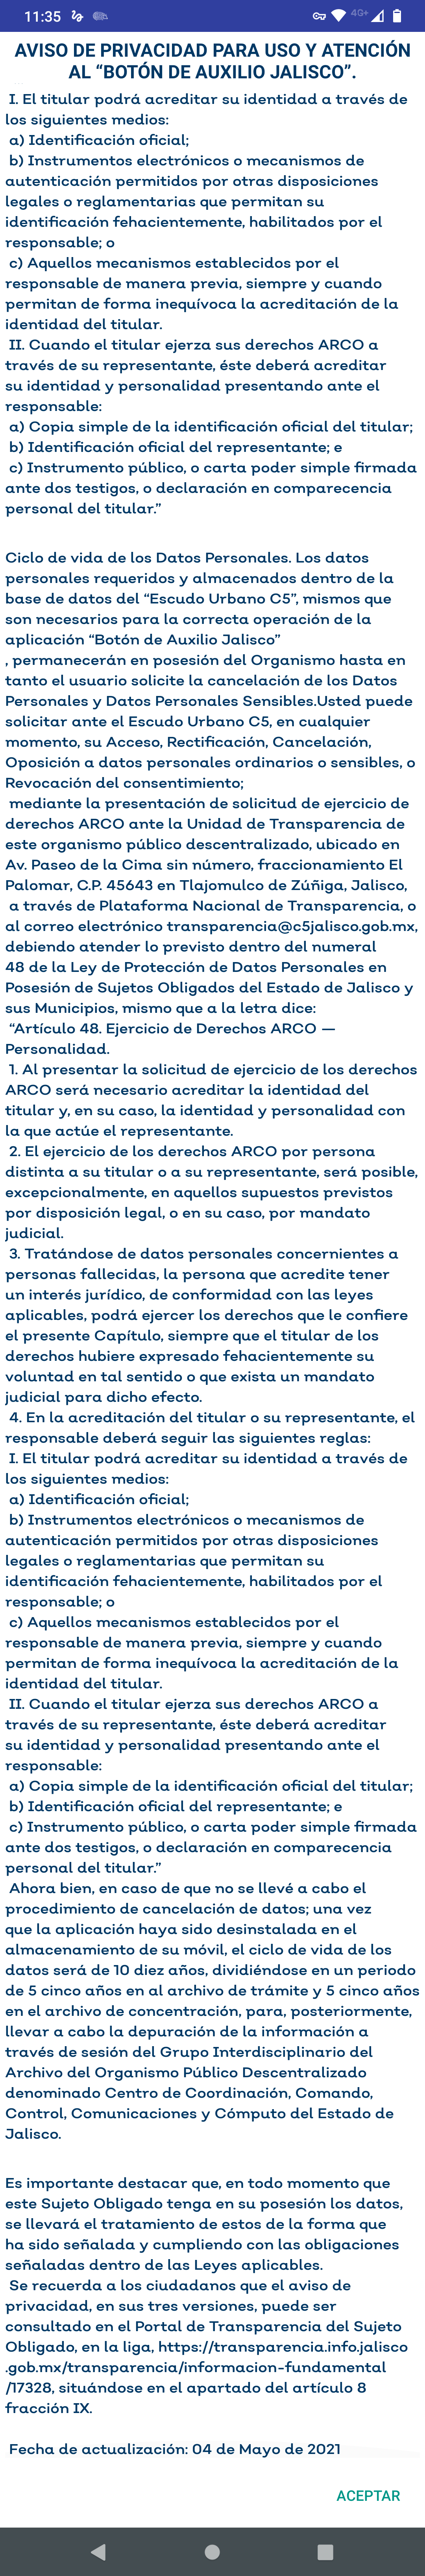 11:35
4G+
AVISO DE PRIVACIDAD PARA USO Y ATENCIÓN
AL “BOTÓN DE AUXILIO JALISCO”.
I. El titular podrá acreditar su identidad a través de
los siguientes medios:
a) Identificación oficial;
b) Instrumentos electrónicos o mecanismos de
autenticación permitidos por otras disposiciones
legales o reglamentarias que permitan su
identificación fehacientemente, habilitados por el
responsable; o
c) Aquellos mecanismos establecidos por el
responsable de manera previa, siempre y cuando
permitan de forma inequívoca la acreditación de la
identidad del titular.
II. Cuando el titular ejerza sus derechos ARCO a
través de su representante, éste deberá acreditar
su identidad y personalidad presentando ante el
responsable:
a) Copia simple de la identificación oficial del titular;
b) Identificación oficial del representante; e
c) Instrumento público, o carta poder simple firmada
ante dos testigos, o declaración en comparecencia
personal del titular.”
Ciclo de vida de los Datos Personales. Los datos
personales requeridos y almacenados dentro de la
base de datos del “Escudo Urbano C5”, mismos que
son necesarios para la correcta operación de la
aplicación “Botón de Auxilio Jalisco”
, permanecerán en posesión del Organismo hasta en
tanto el usuario solicite la cancelación de los Datos
Personales y Datos Personales Sensibles.Usted puede
solicitar ante el Escudo Urbano C5, en cualquier
momento, su Acceso, Rectificación, Cancelación,
Oposición a datos personales ordinarios o sensibles, o
Revocación del consentimiento;
mediante la presentación de solicitud de ejercicio de
derechos ARCO ante la Unidad de Transparencia de
este organismo público descentralizado, ubicado en
Av. Paseo de la Cima sin número, fraccionamiento El
Palomar, C.P. 45643 en Tlajomulco de Zúñiga, Jalisco,
a través de Plataforma Nacional de Transparencia, o
al correo electrónico transparencia@c5jalisco.gob.mx,
debiendo atender lo previsto dentro del numeral
48 de la Ley de Protección de Datos Personales en
Posesión de Sujetos Obligados del Estado de Jalisco y
sus Municipios, mismo que a la letra dice:
“Artículo 48. Ejercicio de Derechos ARCO —
Personalidad.
1. Al presentar la solicitud de ejercicio de los derechos
ARCO será necesario acreditar la identidad del
titular y, en su caso, la identidad y personalidad con
la que actúe el representante.
2. El ejercicio de los derechos ARCO por persona
distinta a su titular o a su representante, será posible,
excepcionalmente, en aquellos supuestos previstos
por disposición legal, o en su caso, por mandato
judicial.
3. Tratándose de datos personales concernientes a
personas fallecidas, la persona que acredite tener
un interés jurídico, de conformidad con las leyes
aplicables, podrá ejercer los derechos que le confiere
el presente Capítulo, siempre que el titular de los
derechos hubiere expresado fehacientemente su
voluntad en tal sentido o que exista un mandato
judicial para dicho efecto.
4. En la acreditación del titular o su representante, el
responsable deberá seguir las siguientes reglas:
I. El titular podrá acreditar su identidad a través de
los siguientes medios:
a) Identificación oficial;
b) Instrumentos electrónicos o mecanismos de
autenticación permitidos por otras disposiciones
legales o reglamentarias que permitan su
identificación fehacientemente, habilitados por el
responsable; o
c) Aquellos mecanismos establecidos por el
responsable de manera previa, siempre y cuando
permitan de forma inequívoca la acreditación de la
identidad del titular.
II. Cuando el titular ejerza sus derechos ARCO a
través de su representante, éste deberá acreditar
su identidad y personalidad presentando ante el
responsable:
a) Copia simple de la identificación oficial del titular;
b) Identificación oficial del representante; e
c) Instrumento público, o carta poder simple firmada
ante dos testigos, o declaración en comparecencia
personal del titular.”
Ahora bien, en caso de que no se llevé a cabo el
procedimiento de cancelación de datos; una vez
que la aplicación haya sido desinstalada en el
almacenamiento de su móvil, el ciclo de vida de los
datos será de 10 diez años, dividiéndose en un periodo
de 5 cinco años en al archivo de trámite y 5 cinco años
en el archivo de concentración, para, posteriormente,
llevar a cabo la depuración de la información a
través de sesión del Grupo Interdisciplinario del
Archivo del Organismo Público Descentralizado
denominado Centro de Coordinación, Comando,
Control, Comunicaciones y Cómputo del Estado de
Jalisco.
Es importante destacar que, en todo momento que
este Sujeto Obligado tenga en su posesión los datos,
se llevará el tratamiento de estos de la forma que
ha sido señalada y cumpliendo con las obligaciones
señaladas dentro de las Leyes aplicables.
Se recuerda a los ciudadanos que el aviso de
privacidad, en sus tres versiones, puede ser
consultado en el Portal de Transparencia del Sujeto
Obligado, en la liga, https://transparencia.info.jalisco
.gob.mx/transparencia/informacion-fundamental
/17328, situándose en el apartado del artículo 8
fracción IX.
Fecha de actualización: 04 de Mayo de 2021
ACEPTAR